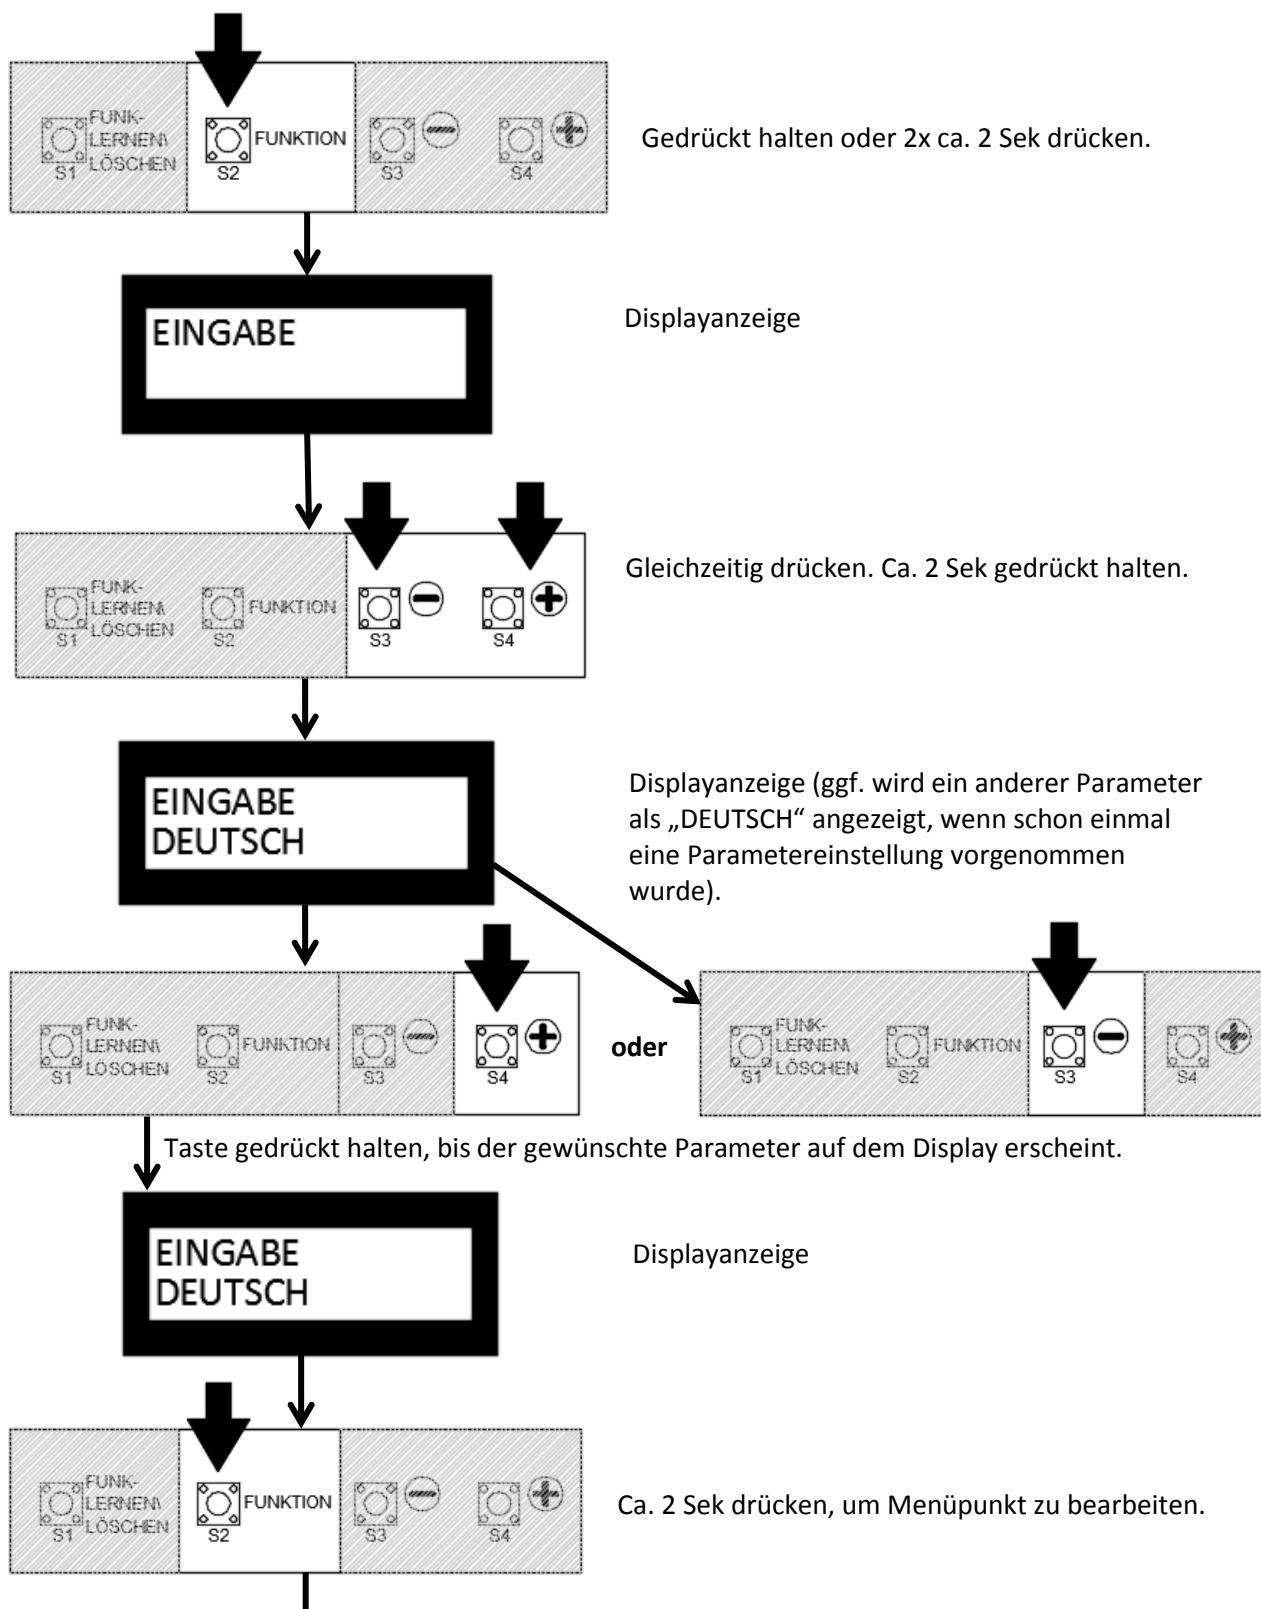 FUNK-
LERNEN\
LÖSCHEN
S1
FUNKTION
S2
S3
S4
Gedrückt halten oder 2x ca. 2 Sek drücken.
EINGABE
Displayanzeige
FUNK-
LERNEN\
LÖSCHEN
S1
FUNKTION
S2
S3
S4
Gleichzeitig drücken. Ca. 2 Sek gedrückt halten.
EINGABE
DEUTSCH
Displayanzeige (ggf. wird ein anderer Parameter
als „DEUTSCH“ angezeigt, wenn schon einmal
eine Parametereinstellung vorgenommen
wurde).
FUNK-
LERNEN\
LÖSCHEN
S1
FUNKTION
S2
S3
S4
oder
FUNK-
LERNEN\
LÖSCHEN
S1
FUNKTION
S2
S3
S4
Taste gedrückt halten, bis der gewünschte Parameter auf dem Display erscheint.
EINGABE
DEUTSCH
Displayanzeige
FUNK-
LERNEN\
LÖSCHEN
S1
FUNKTION
S2
S3
S4
Ca. 2 Sek drücken, um Menüpunkt zu bearbeiten.